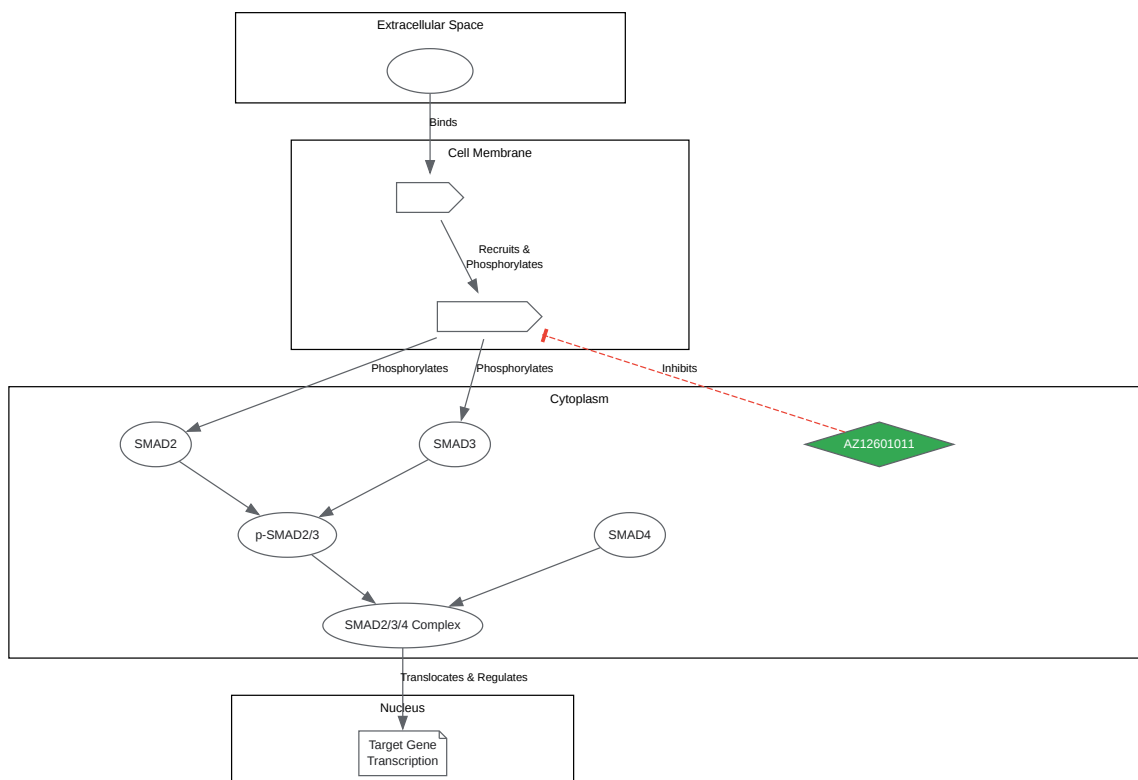 Extracellular Space
Binds
Cell Membrane
Recruits &
Phosphorylates
Phosphorylates
Phosphorylates
Inhibits
Cytoplasm
SMAD2
SMAD3
AZ12601011
p-SMAD2/3
SMAD4
SMAD2/3/4 Complex
Translocates & Regulates
Nucleus
Target Gene
Transcription